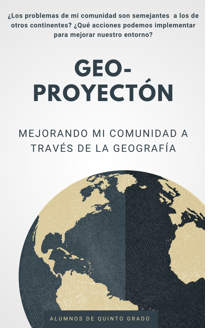 ¿Los problemas de mi comunidad son semejantes a los de
otros continentes? ¿Qué acciones podemos implementar
para mejorar nuestro entorno?
GEO-
PROYECTÓN
MEJORANDO MI COMUNIDAD A
TRAVÉS DE LA GEOGRAFÍA
ALUMNOS DE QUINTO GRADO